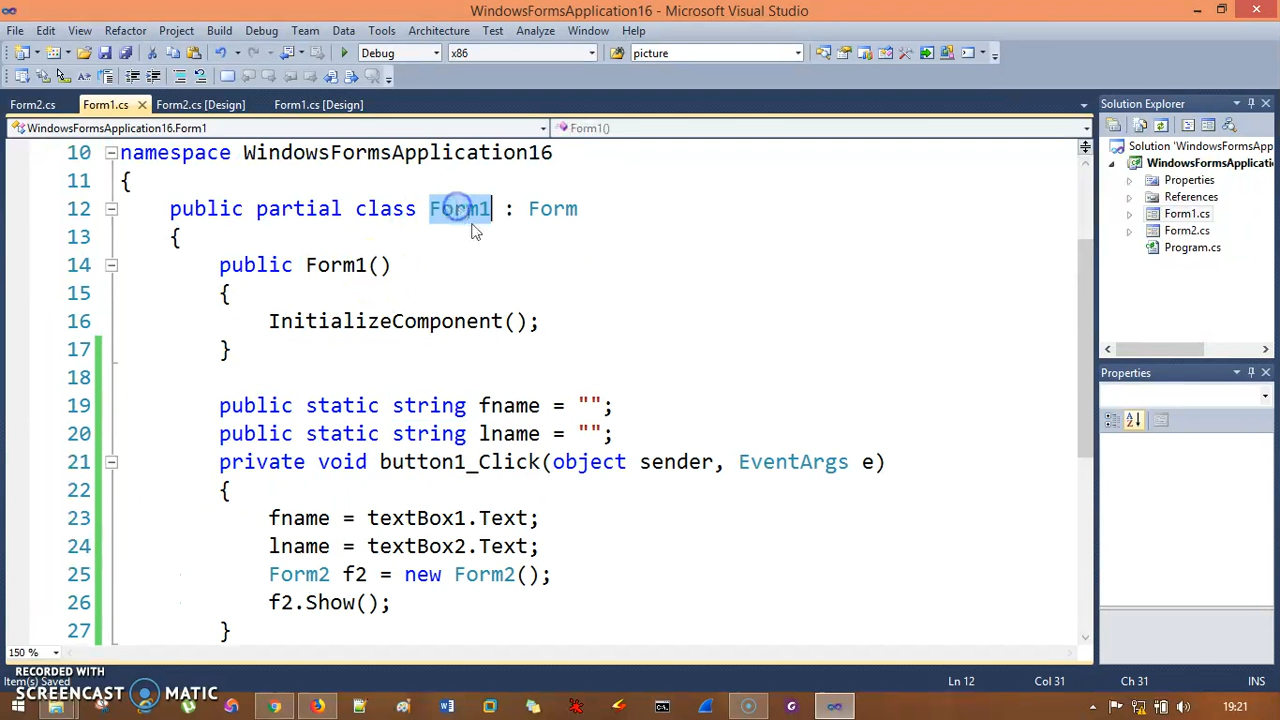 WindowsFormsApplication16 - Microsoft Visual Studio
File Edit View Refactor Project Build Debug Team Data Tools Architecture Test Analyze Window Help
Debug x86 picture
Form2.cs Form1.cs Form2.cs [Design] Form1.cs [Design]
WindowsFormsApplication16.Form1 Form1()
10 namespace WindowsFormsApplication16
11 {
12 public partial class Form1 : Form
13 {
14 public Form1()
15 {
16 InitializeComponent();
17 }
18
19 public static string fname = "";
20 public static string lname = "";
21 private void button1_Click(object sender, EventArgs e)
22 {
23 fname = textBox1.Text;
24 lname = textBox2.Text;
25 Form2 f2 = new Form2();
26 f2.Show();
27 }
150 %
Solution Explorer
Solution 'WindowsFormsApplication16
WindowsFormsApplicati
Properties
References
Form1.cs
Form2.cs
Program.cs
Properties
Item(s) Saved Ln 12 Col 31 Ch 31 INS
RECORDED WITH
SCREENCAST MATIC
19:21